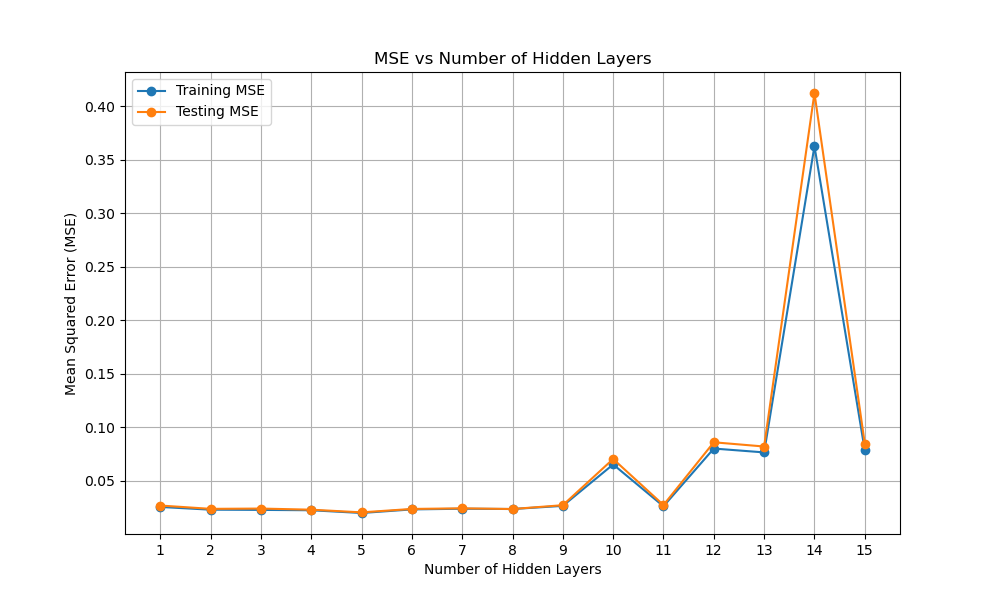 MSE vs Number of Hidden Layers
Training MSE
Testing MSE
0.40
0.35
0.30
0.25
0.20
0.15
0.10
0.05
Mean Squared Error (MSE)
1 2 3 4 5 6 7 8 9 10 11 12 13 14 15
Number of Hidden Layers